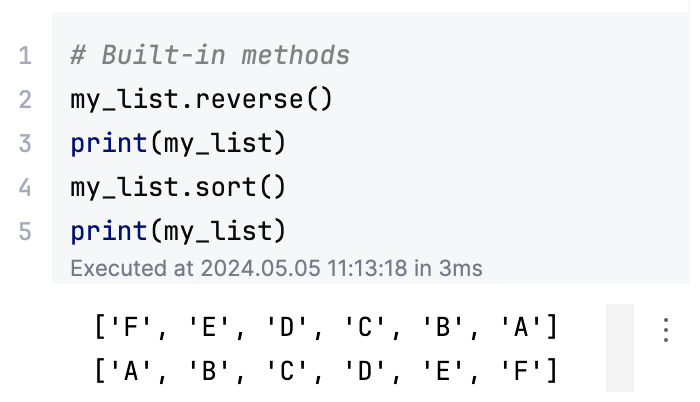 1 # Built-in methods
2 my_list.reverse()
3 print(my_list)
4 my_list.sort()
5 print(my_list)
Executed at 2024.05.05 11:13:18 in 3ms
['F', 'E', 'D', 'C', 'B', 'A']
['A', 'B', 'C', 'D', 'E', 'F']